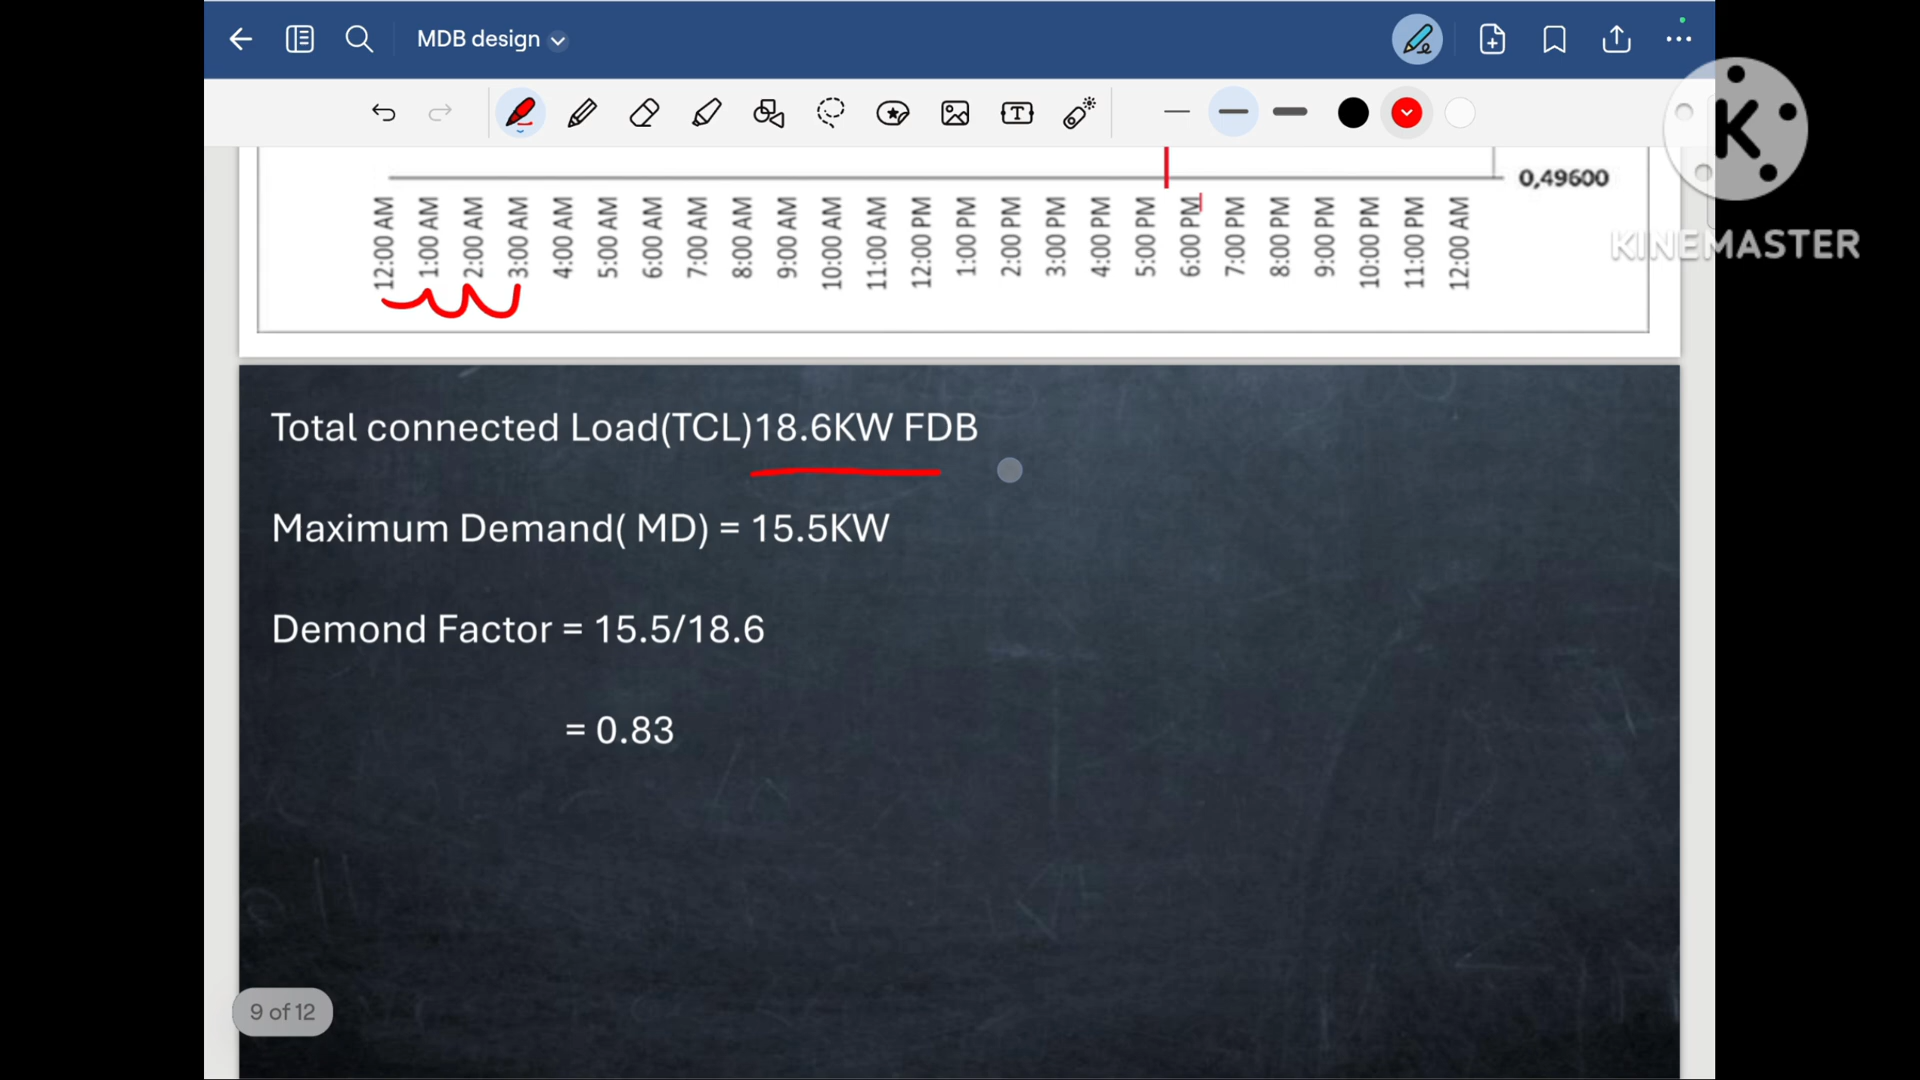 MDB design
K
KINEMASTER
0,49600
12:00 AM
1:00 AM
2:00 AM
3:00 AM
4:00 AM
5:00 AM
6:00 AM
7:00 AM
8:00 AM
9:00 AM
10:00 AM
11:00 AM
12:00 PM
1:00 PM
2:00 PM
3:00 PM
4:00 PM
5:00 PM
6:00 PM
7:00 PM
8:00 PM
9:00 PM
10:00 PM
11:00 PM
12:00 AM
Total connected Load(TCL)18.6KW FDB
Maximum Demand( MD) = 15.5KW
Demond Factor = 15.5/18.6
= 0.83
9 of 12